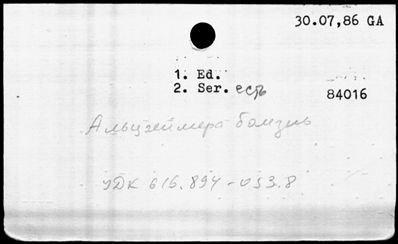 30.07,86 GA
1. Ed.
2. Ser. есть
84016
Альцгеймера болезнь
УДК 616.894-053.8